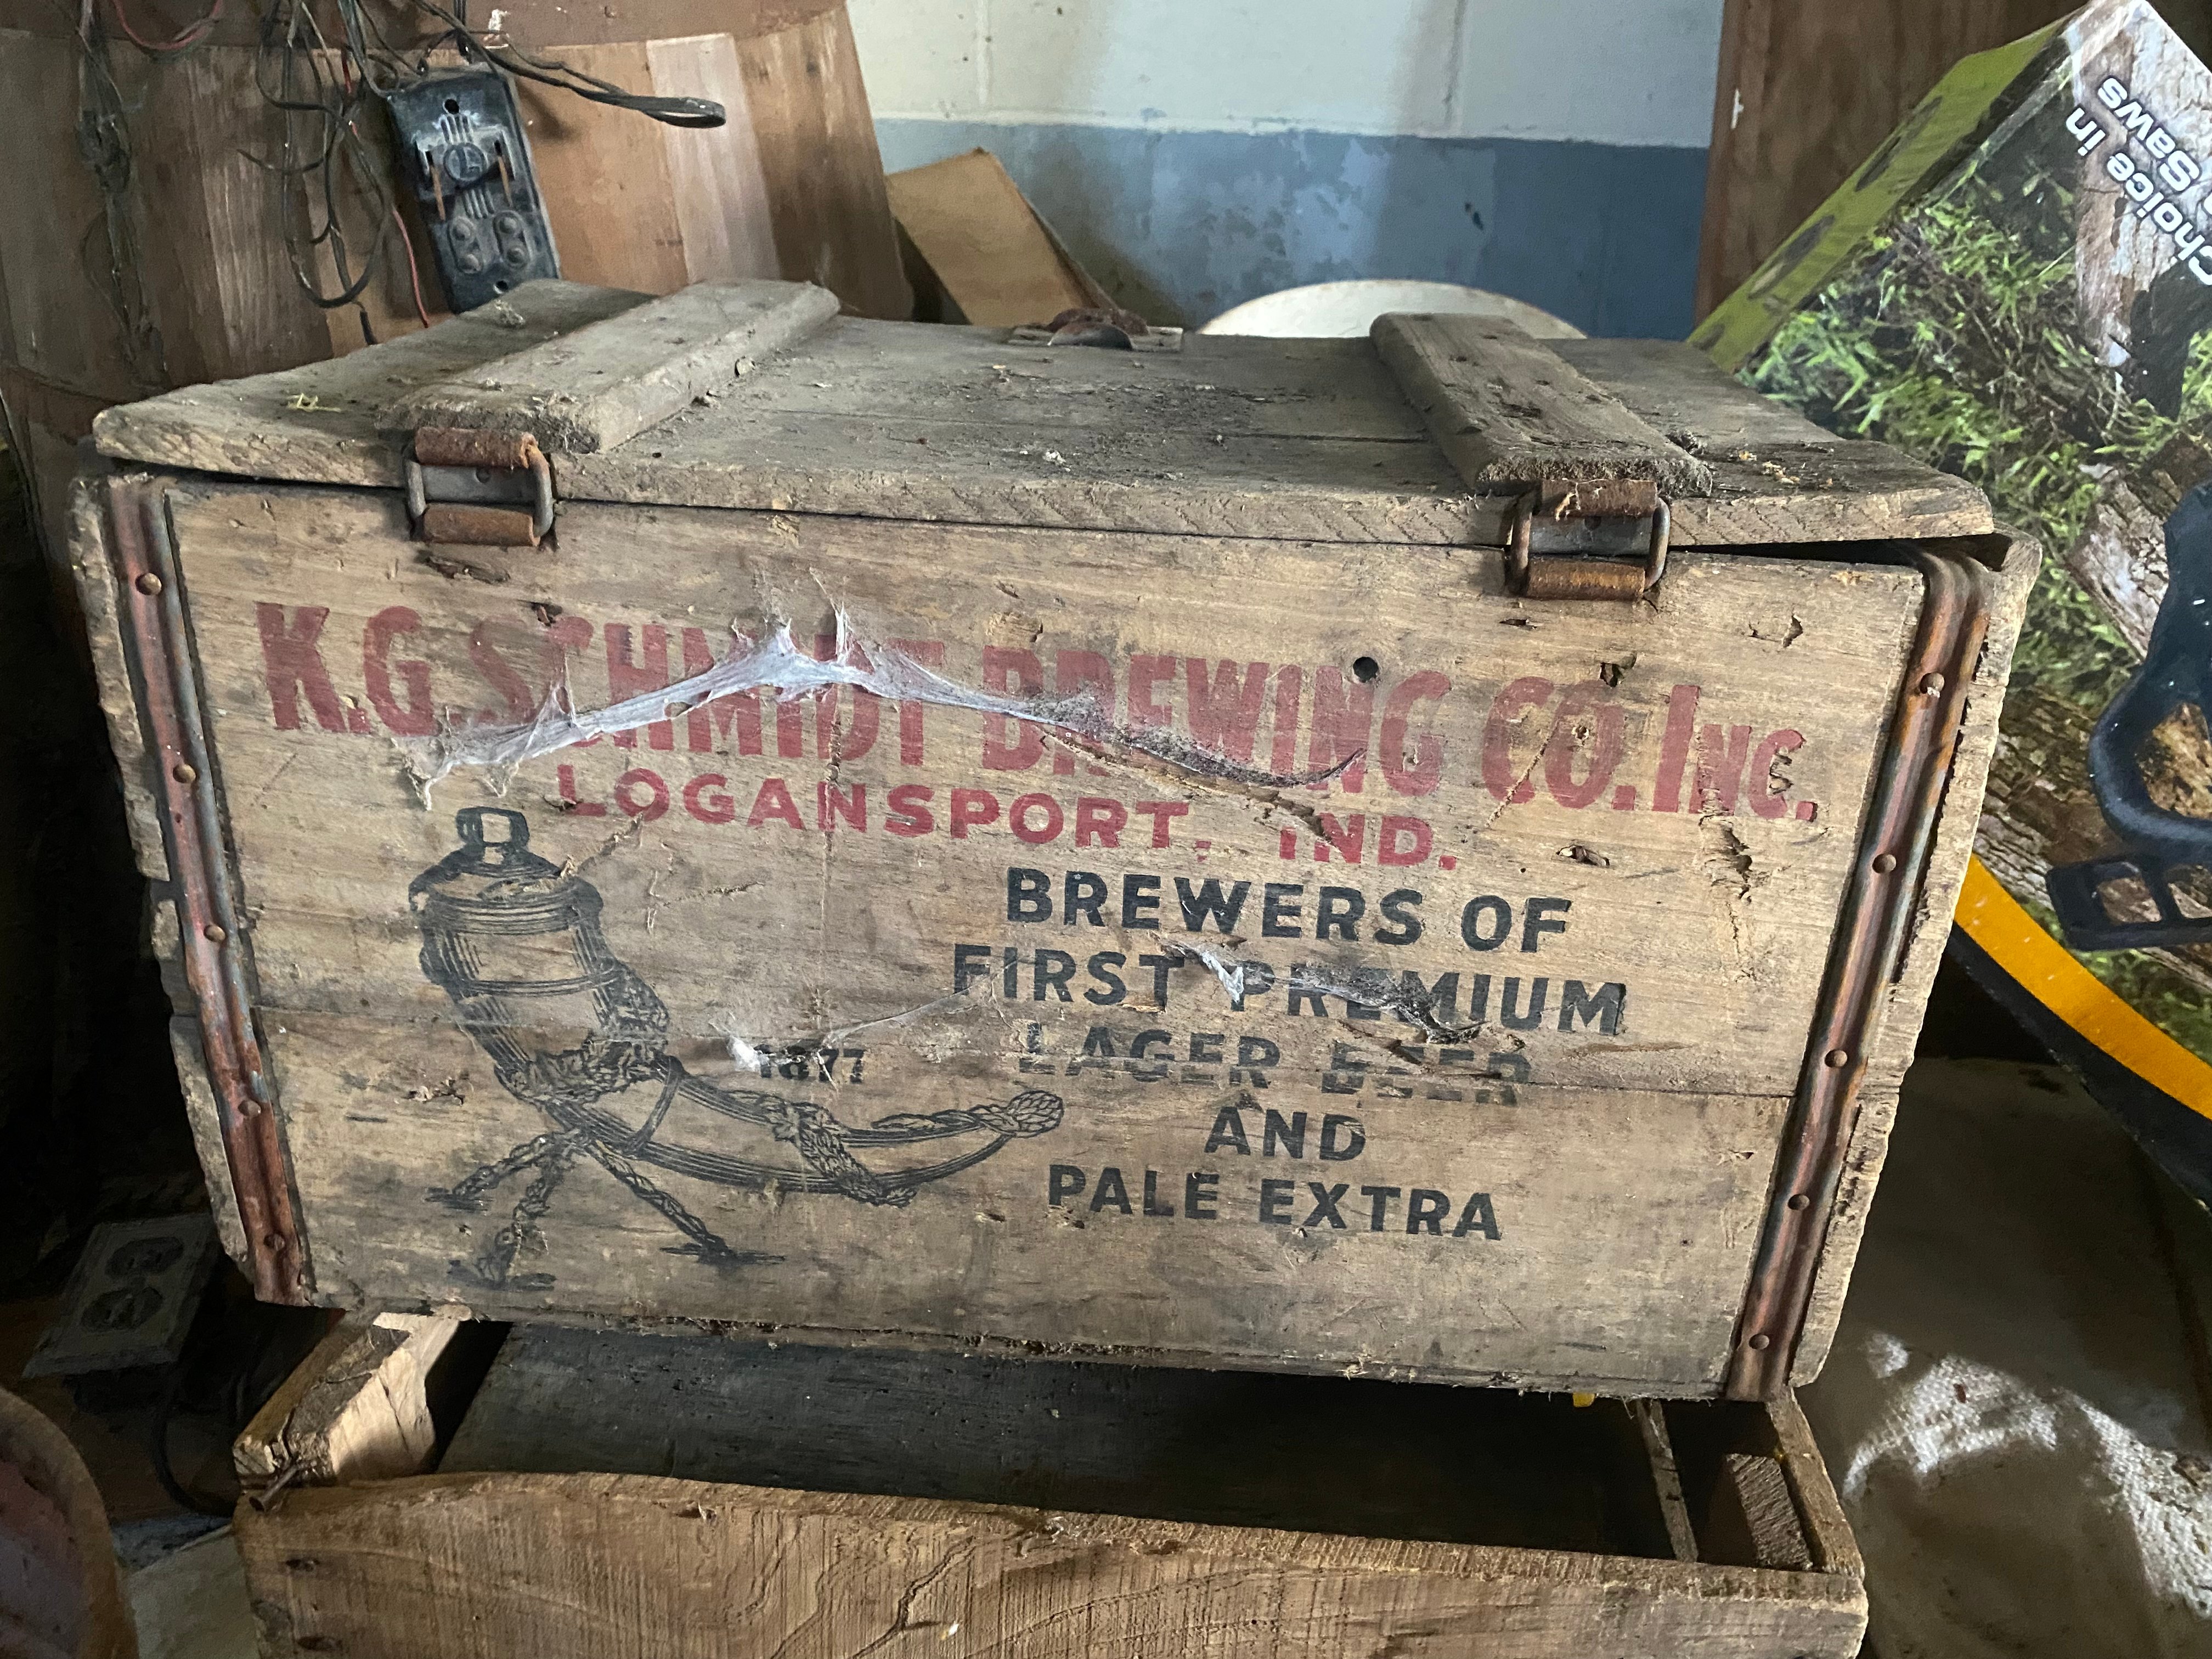 K.G. SCHMIDT BREWING CO. INC.
LOGANSPORT, IND.
BREWERS OF
FIRST PREMIUM
LAGER BEER
AND
PALE EXTRA
1877
Choice in
Saws